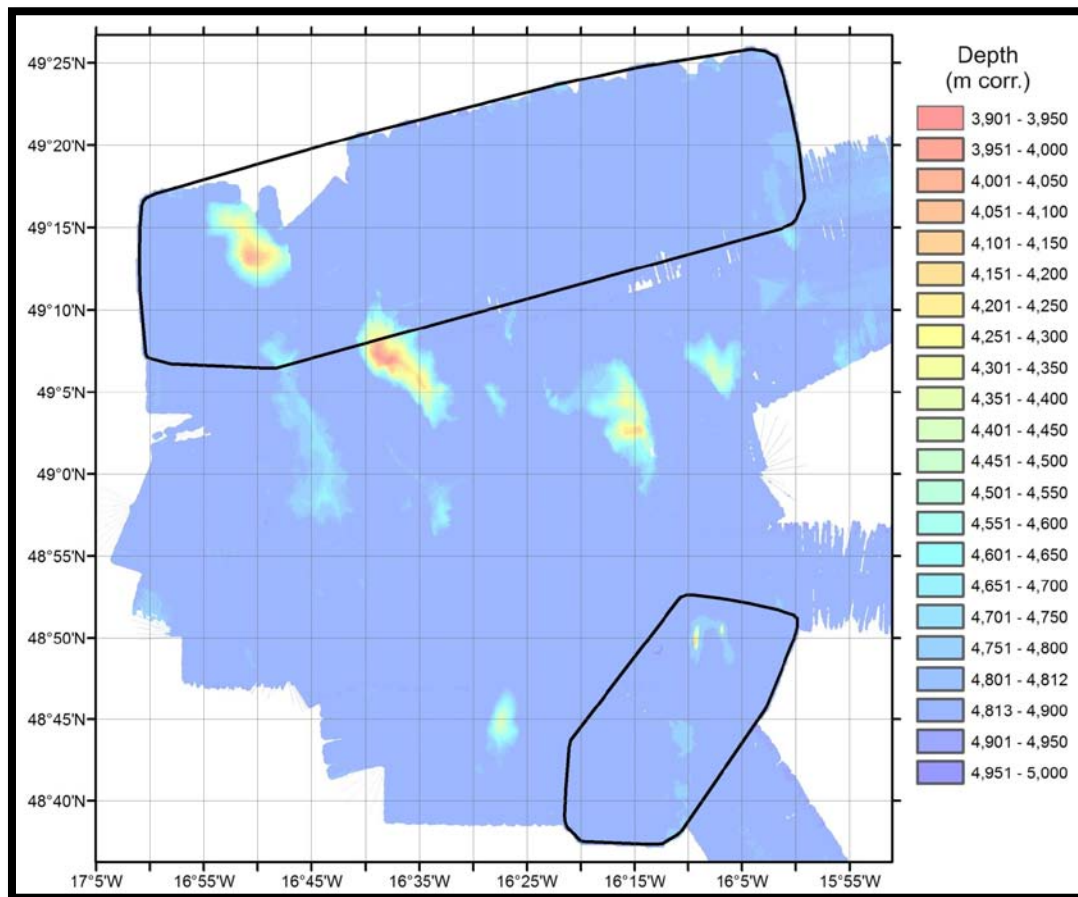 Depth
(m corr.)
3,901 - 3,950
3,951 - 4,000
4,001 - 4,050
4,051 - 4,100
4,101 - 4,150
4,151 - 4,200
4,201 - 4,250
4,251 - 4,300
4,301 - 4,350
4,351 - 4,400
4,401 - 4,450
4,451 - 4,500
4,501 - 4,550
4,551 - 4,600
4,601 - 4,650
4,651 - 4,700
4,701 - 4,750
4,751 - 4,800
4,801 - 4,812
4,813 - 4,900
4,901 - 4,950
4,951 - 5,000
49°25'N
49°20'N
49°15'N
49°10'N
49°5'N
49°0'N
48°55'N
48°50'N
48°45'N
48°40'N
17°5'W 16°55'W 16°45'W 16°35'W 16°25'W 16°15'W 16°5'W 15°55'W